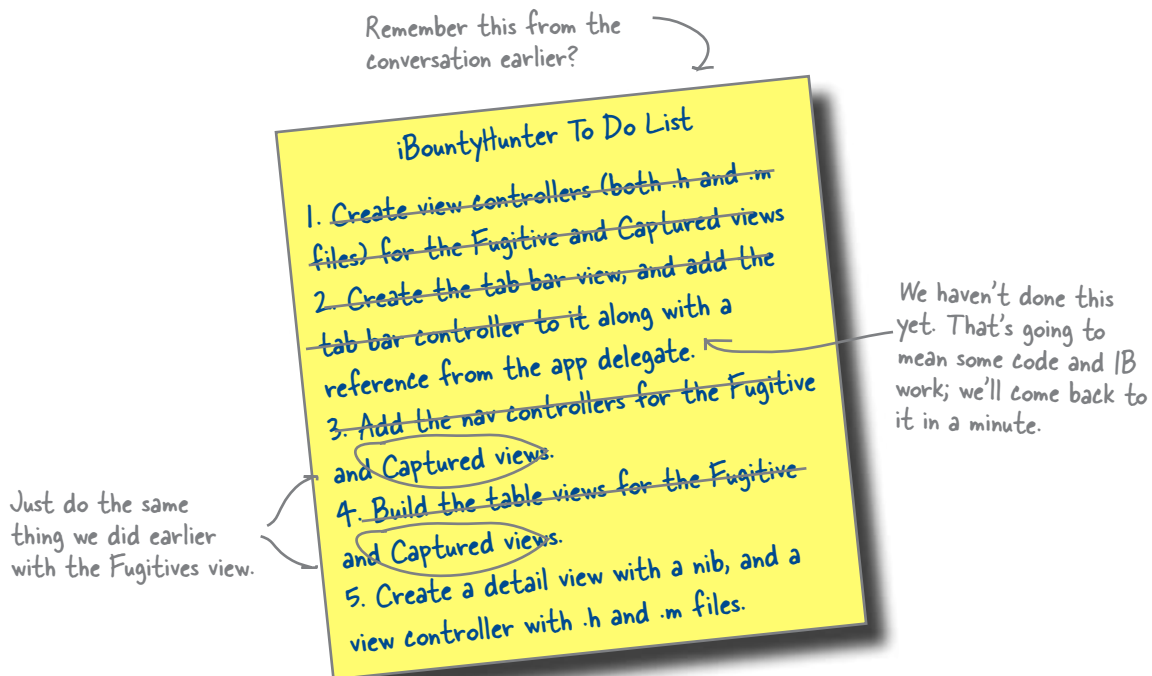 Remember this from the
conversation earlier?
iBountyHunter To Do List
1. Create view controllers (both .h and .m
files) for the Fugitive and Captured views
2. Create the tab bar view, and add the
tab bar controller to it along with a
reference from the app delegate.
3. Add the nav controllers for the Fugitive
and Captured views.
4. Build the table views for the Fugitive
and Captured views.
5. Create a detail view with a nib, and a
view controller with .h and .m files.
We haven't done this
yet. That's going to
mean some code and IB
work; we'll come back to
it in a minute.
Just do the same
thing we did earlier
with the Fugitives view.